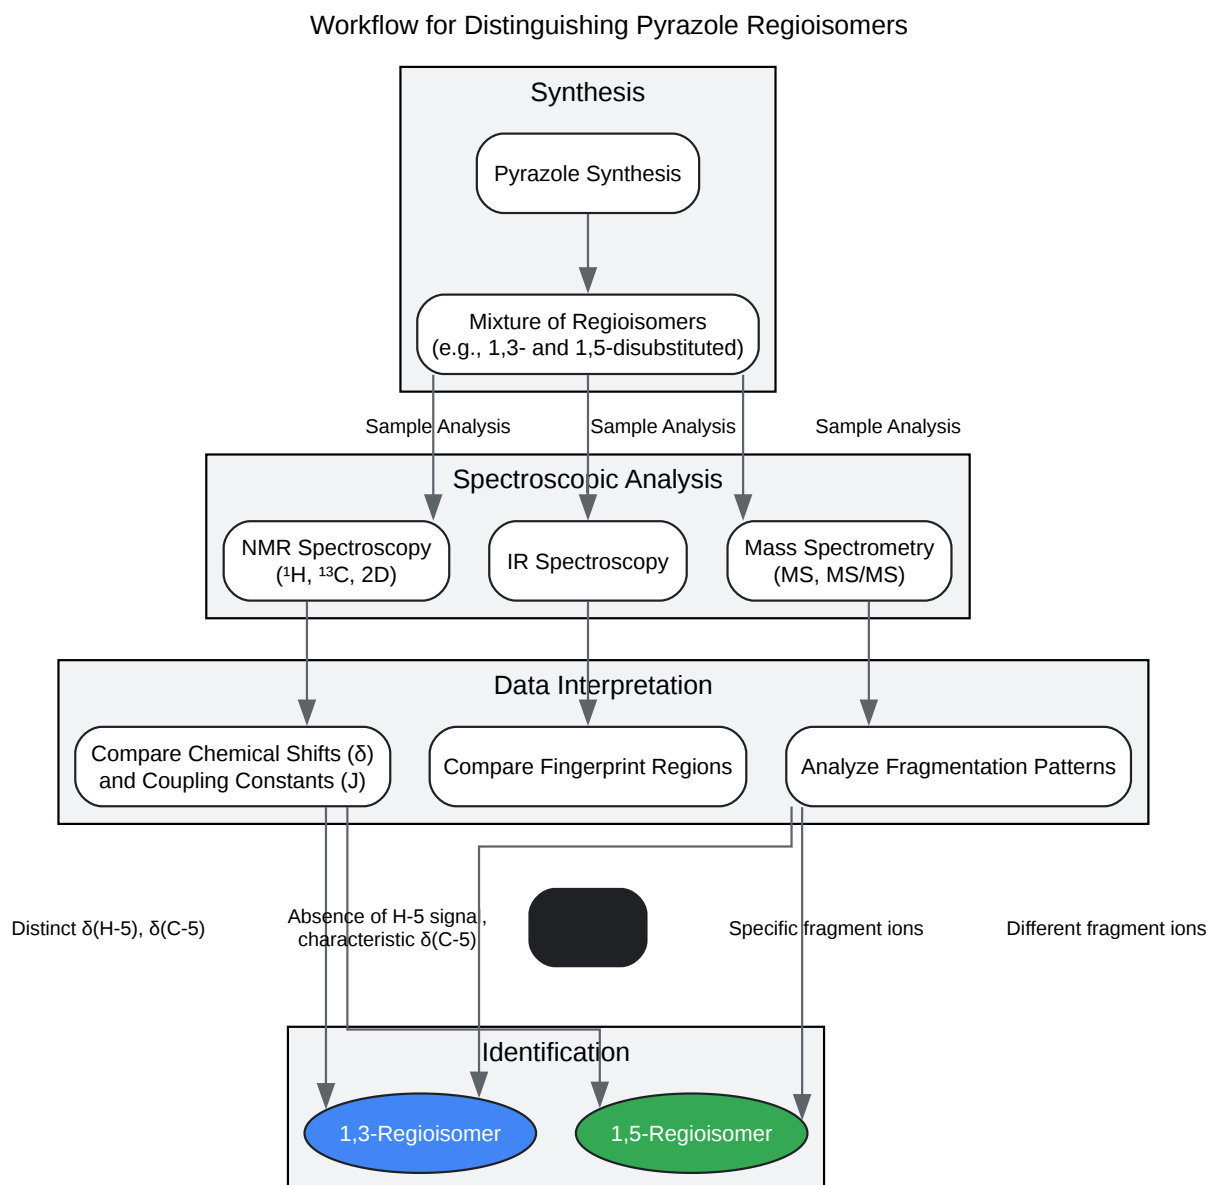 Workflow for Distinguishing Pyrazole Regioisomers
Synthesis
Pyrazole Synthesis
Mixture of Regioisomers
(e.g., 1,3- and 1,5-disubstituted)
Sample Analysis
Sample Analysis
Sample Analysis
Spectroscopic Analysis
NMR Spectroscopy
(¹H, ¹³C, 2D)
IR Spectroscopy
Mass Spectrometry
(MS, MS/MS)
Data Interpretation
Compare Chemical Shifts (δ)
and Coupling Constants (J)
Compare Fingerprint Regions
Analyze Fragmentation Patterns
Distinct δ(H-5), δ(C-5)
Absence of H-5 signal,
characteristic δ(C-5)
Specific fragment ions
Different fragment ions
Identification
1,3-Regioisomer
1,5-Regioisomer